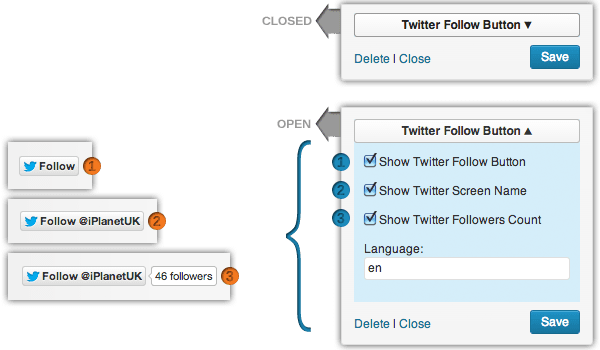 CLOSED
Twitter Follow Button ▼
Delete | Close
Save
OPEN
Twitter Follow Button ▲
1 Show Twitter Follow Button
2 Show Twitter Screen Name
3 Show Twitter Followers Count
Language:
en
Delete | Close
Save
Follow 1
Follow @iPlanetUK 2
Follow @iPlanetUK 46 followers 3